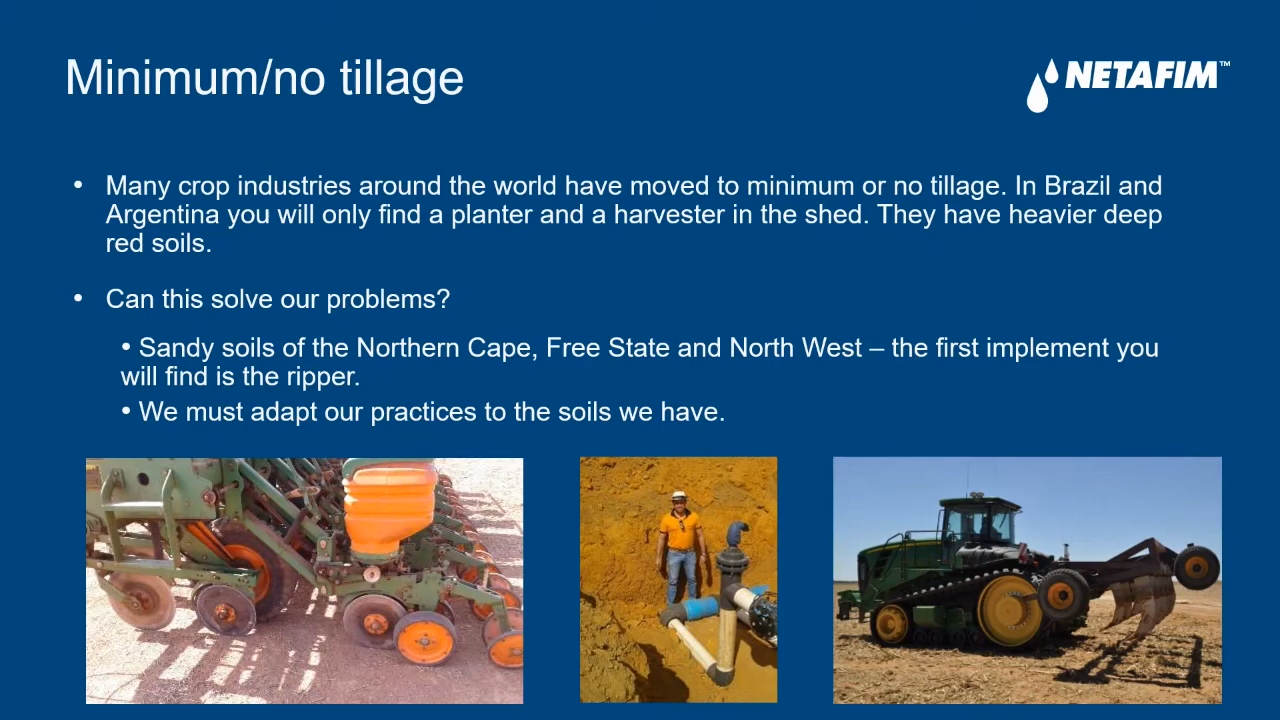 Minimum/no tillage
NETAFIM™
• Many crop industries around the world have moved to minimum or no tillage. In Brazil and
Argentina you will only find a planter and a harvester in the shed. They have heavier deep
red soils.
• Can this solve our problems?
• Sandy soils of the Northern Cape, Free State and North West – the first implement you
will find is the ripper.
• We must adapt our practices to the soils we have.